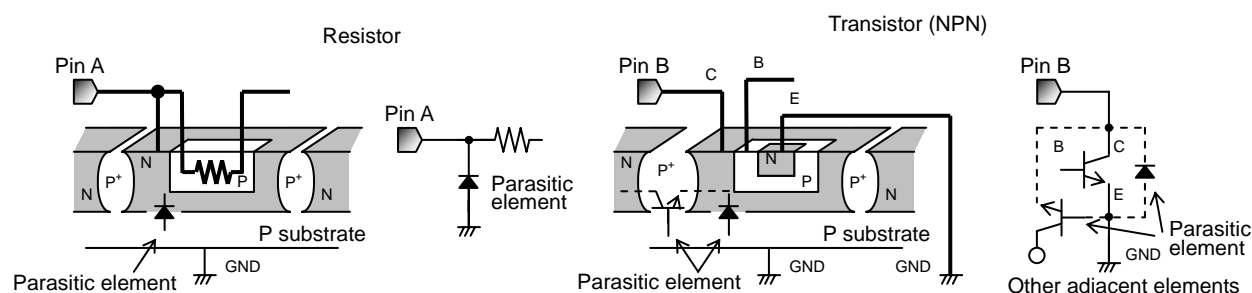 Resistor
Transistor (NPN)
Pin A
Pin A
N
N
P+
P
P+
N
Parasitic
element
P substrate
GND
Parasitic element
Pin B
C
B
E
N
N
P+
N
P
P+
N
P substrate
GND
GND
Parasitic element
Pin B
B
C
E
GND
Parasitic
element
Other adjacent elements